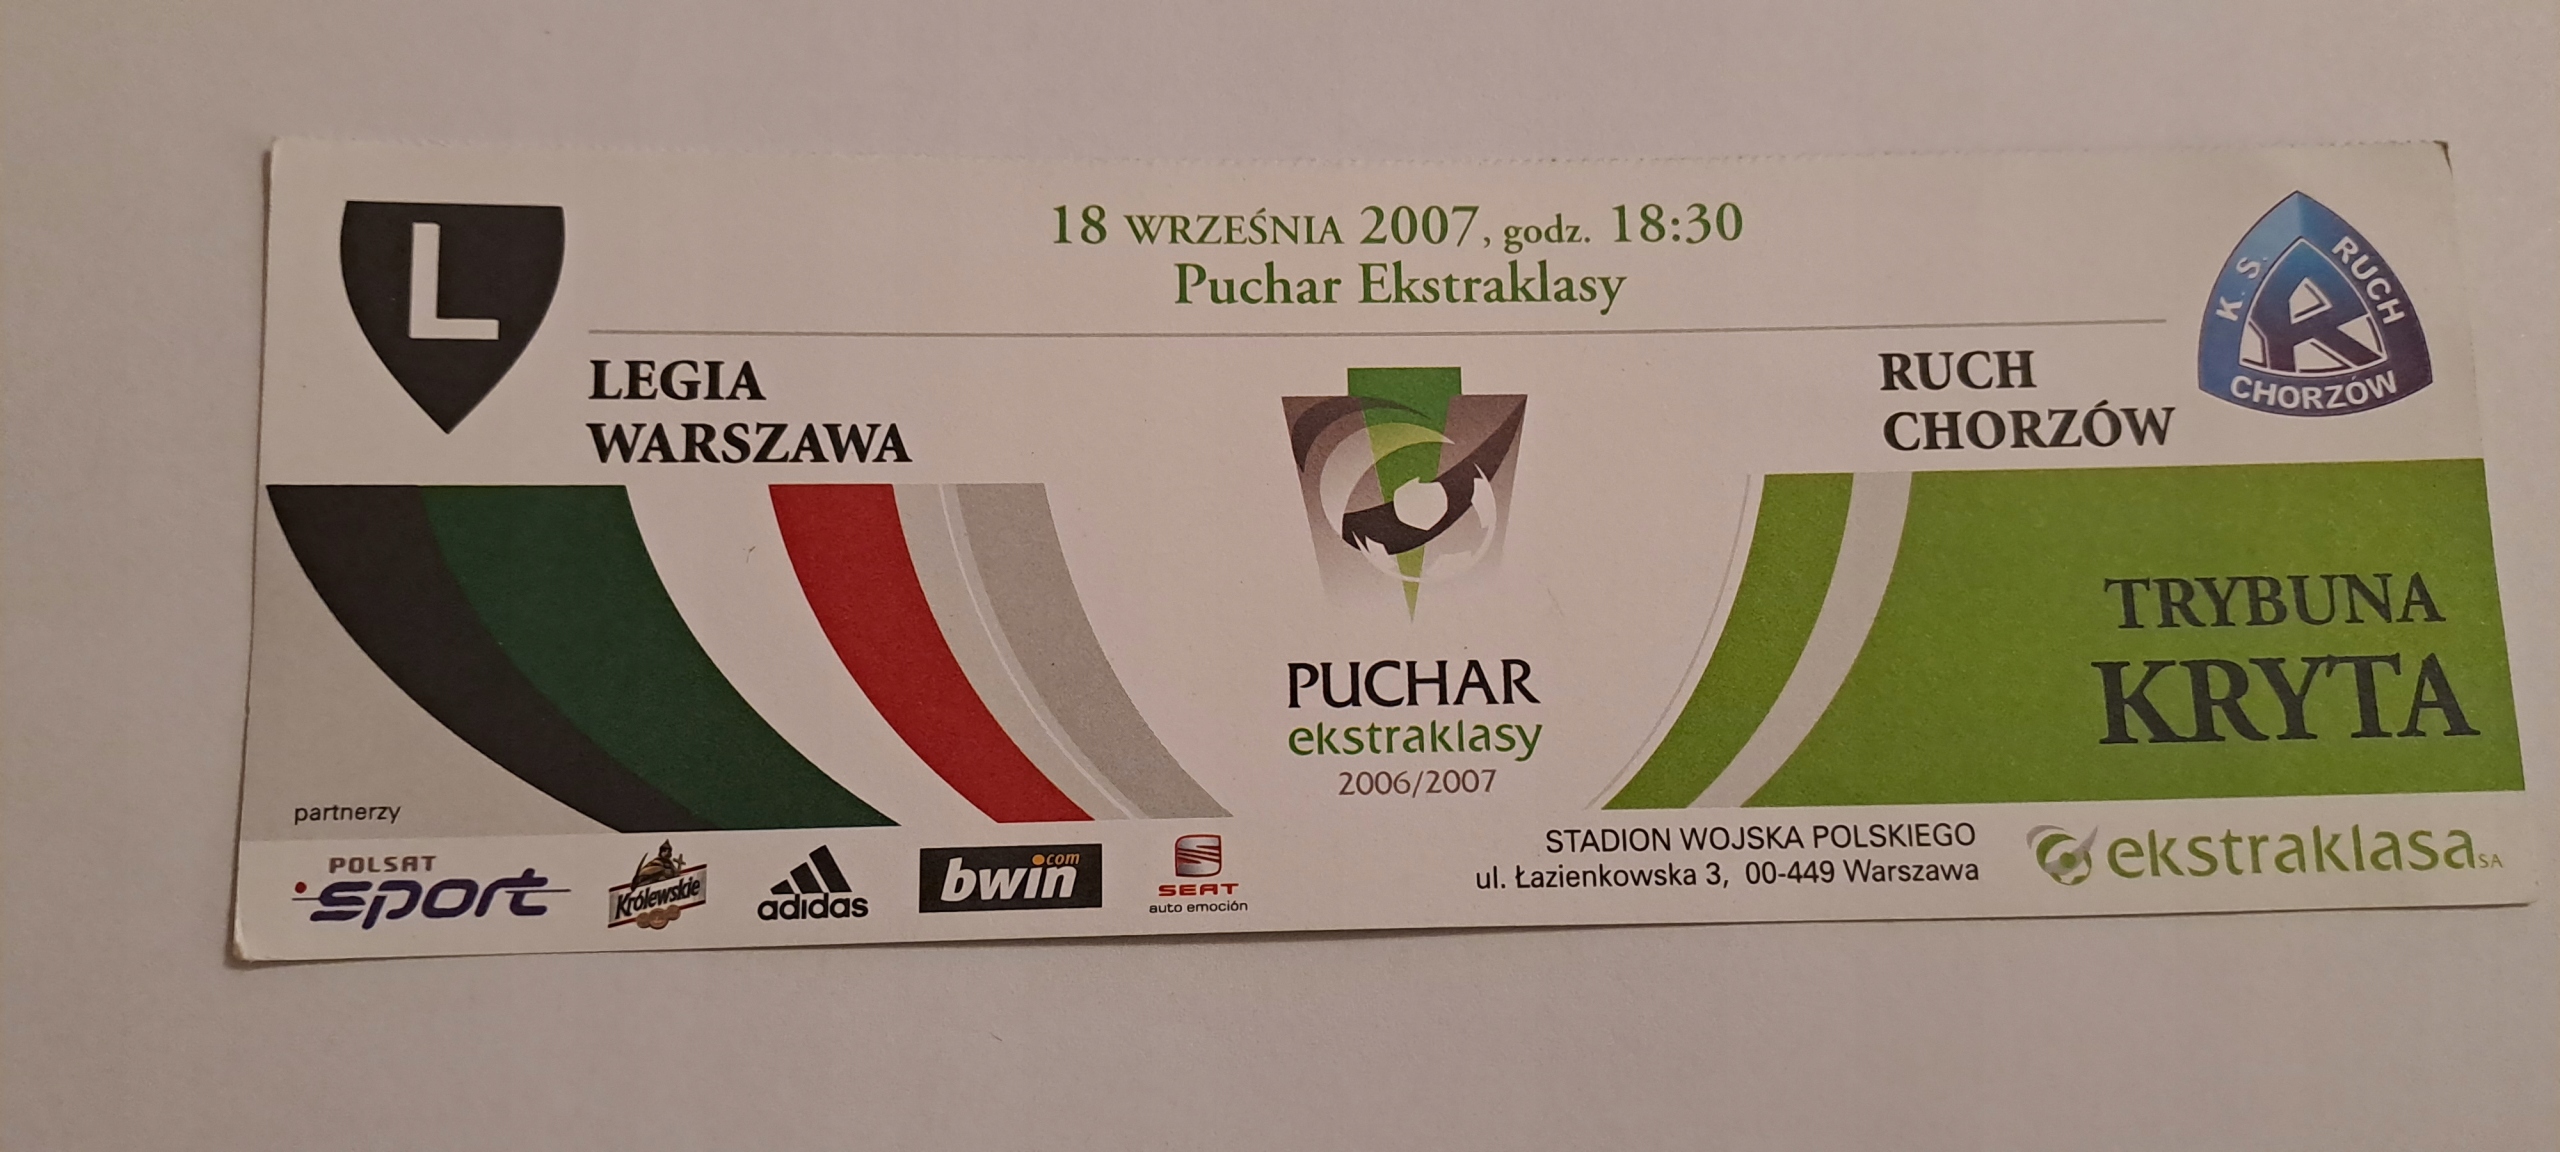 L
18 WRZEŚNIA 2007, godz. 18:30
Puchar Ekstraklasy
K. S. RUCH
R
CHORZÓW
LEGIA
WARSZAWA
RUCH
CHORZÓW
PUCHAR
ekstraklasy
2006/2007
TRYBUNA
KRYTA
partnerzy
POLSAT
sport
Królewskie
adidas
bwin.com
SEAT
auto emoción
STADION WOJSKA POLSKIEGO
ul. Łazienkowska 3, 00-449 Warszawa
ekstraklasa SA